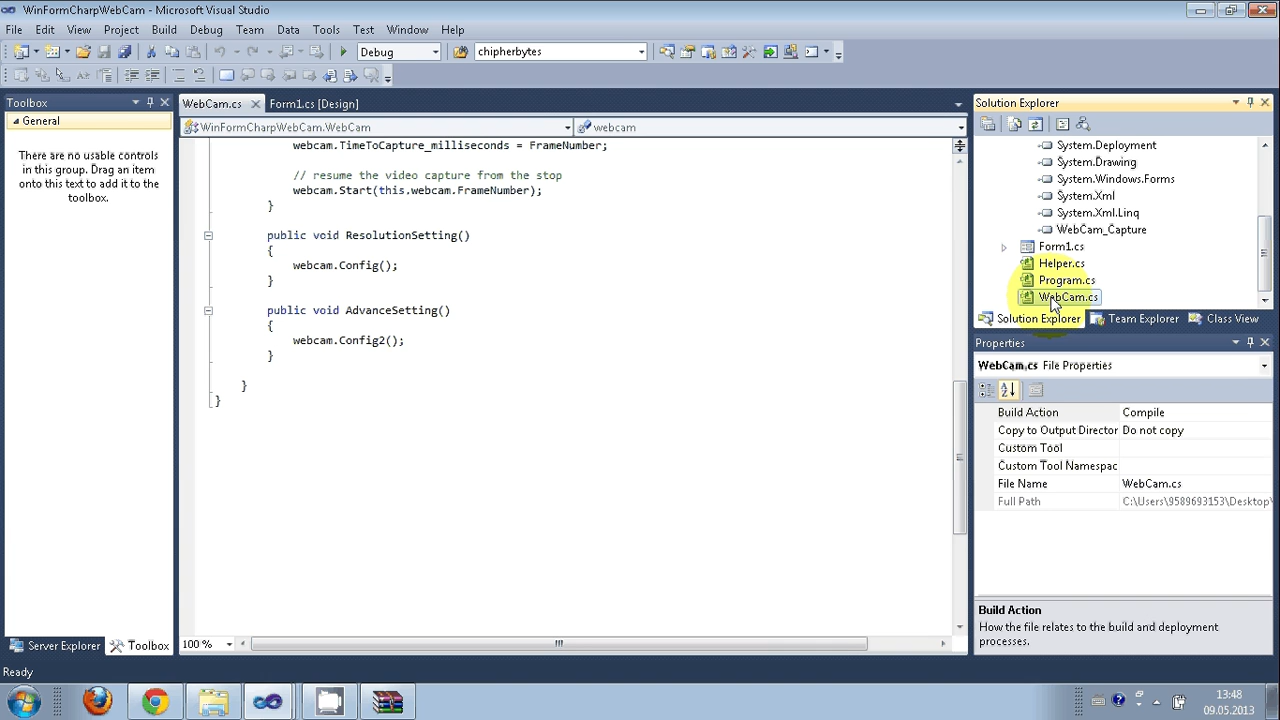 WinFormCharpWebCam - Microsoft Visual Studio
File Edit View Project Build Debug Team Data Tools Test Window Help
Debug chipherbytes
Toolbox
General
There are no usable controls
in this group. Drag an item
onto this text to add it to the
toolbox.
Server Explorer Toolbox
WebCam.cs Form1.cs [Design]
WinFormCharpWebCam.WebCam webcam
webcam.TimeToCapture_milliseconds = FrameNumber;
// resume the video capture from the stop
webcam.Start(this.webcam.FrameNumber);
}
public void ResolutionSetting()
{
webcam.Config();
}
public void AdvanceSetting()
{
webcam.Config2();
}
}
}
100 %
Solution Explorer
System.Deployment
System.Drawing
System.Windows.Forms
System.Xml
System.Xml.Linq
WebCam_Capture
Form1.cs
Helper.cs
Program.cs
WebCam.cs
Solution Explorer Team Explorer Class View
Properties
WebCam.cs File Properties
Build Action Compile
Copy to Output Director Do not copy
Custom Tool
Custom Tool Namespac
File Name WebCam.cs
Full Path C:\Users\9589693153\Desktop\
Build Action
How the file relates to the build and deployment
processes.
Ready
13:48
09.05.2013